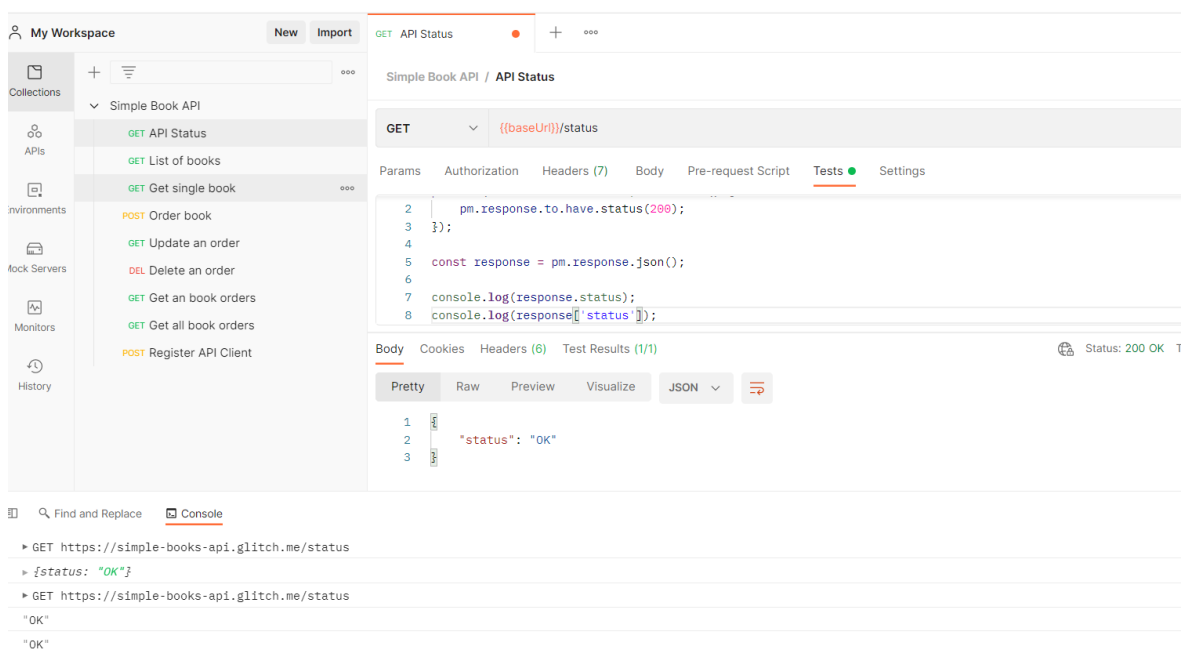 My Workspace New Import GET API Status
Simple Book API / API Status
Collections
Simple Book API
GET API Status GET {{baseUrl}}/status
APIs GET List of books
Params Authorization Headers (7) Body Pre-request Script Tests Settings
GET Get single book
nvironments
POST Order book 2 pm.response.to.have.status(200);
3 });
GET Update an order 4
Mock Servers DEL Delete an order 5 const response = pm.response.json();
6
GET Get an book orders 7 console.log(response.status);
Monitors GET Get all book orders 8 console.log(response['status']);
POST Register API Client Body Cookies Headers (6) Test Results (1/1) Status: 200 OK T
History Pretty Raw Preview Visualize JSON
1 {
2 "status": "OK"
3 }
Find and Replace Console
GET https://simple-books-api.glitch.me/status
{status: "OK"}
GET https://simple-books-api.glitch.me/status
"OK"
"OK"